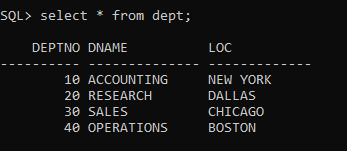 SQL> select * from dept;
    DEPTNO DNAME          LOC
---------- -------------- -------------
        10 ACCOUNTING     NEW YORK
        20 RESEARCH       DALLAS
        30 SALES          CHICAGO
        40 OPERATIONS     BOSTON